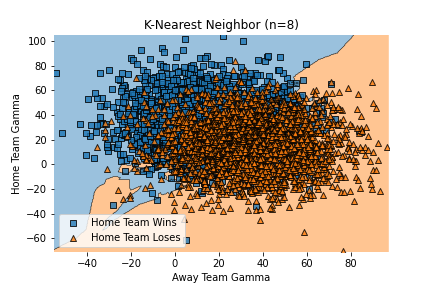 K-Nearest Neighbor (n=8)
Home Team Gamma
100
80
60
40
20
0
−20
−40
−60
Home Team Wins
Home Team Loses
−40 −20 0 20 40 60 80
Away Team Gamma